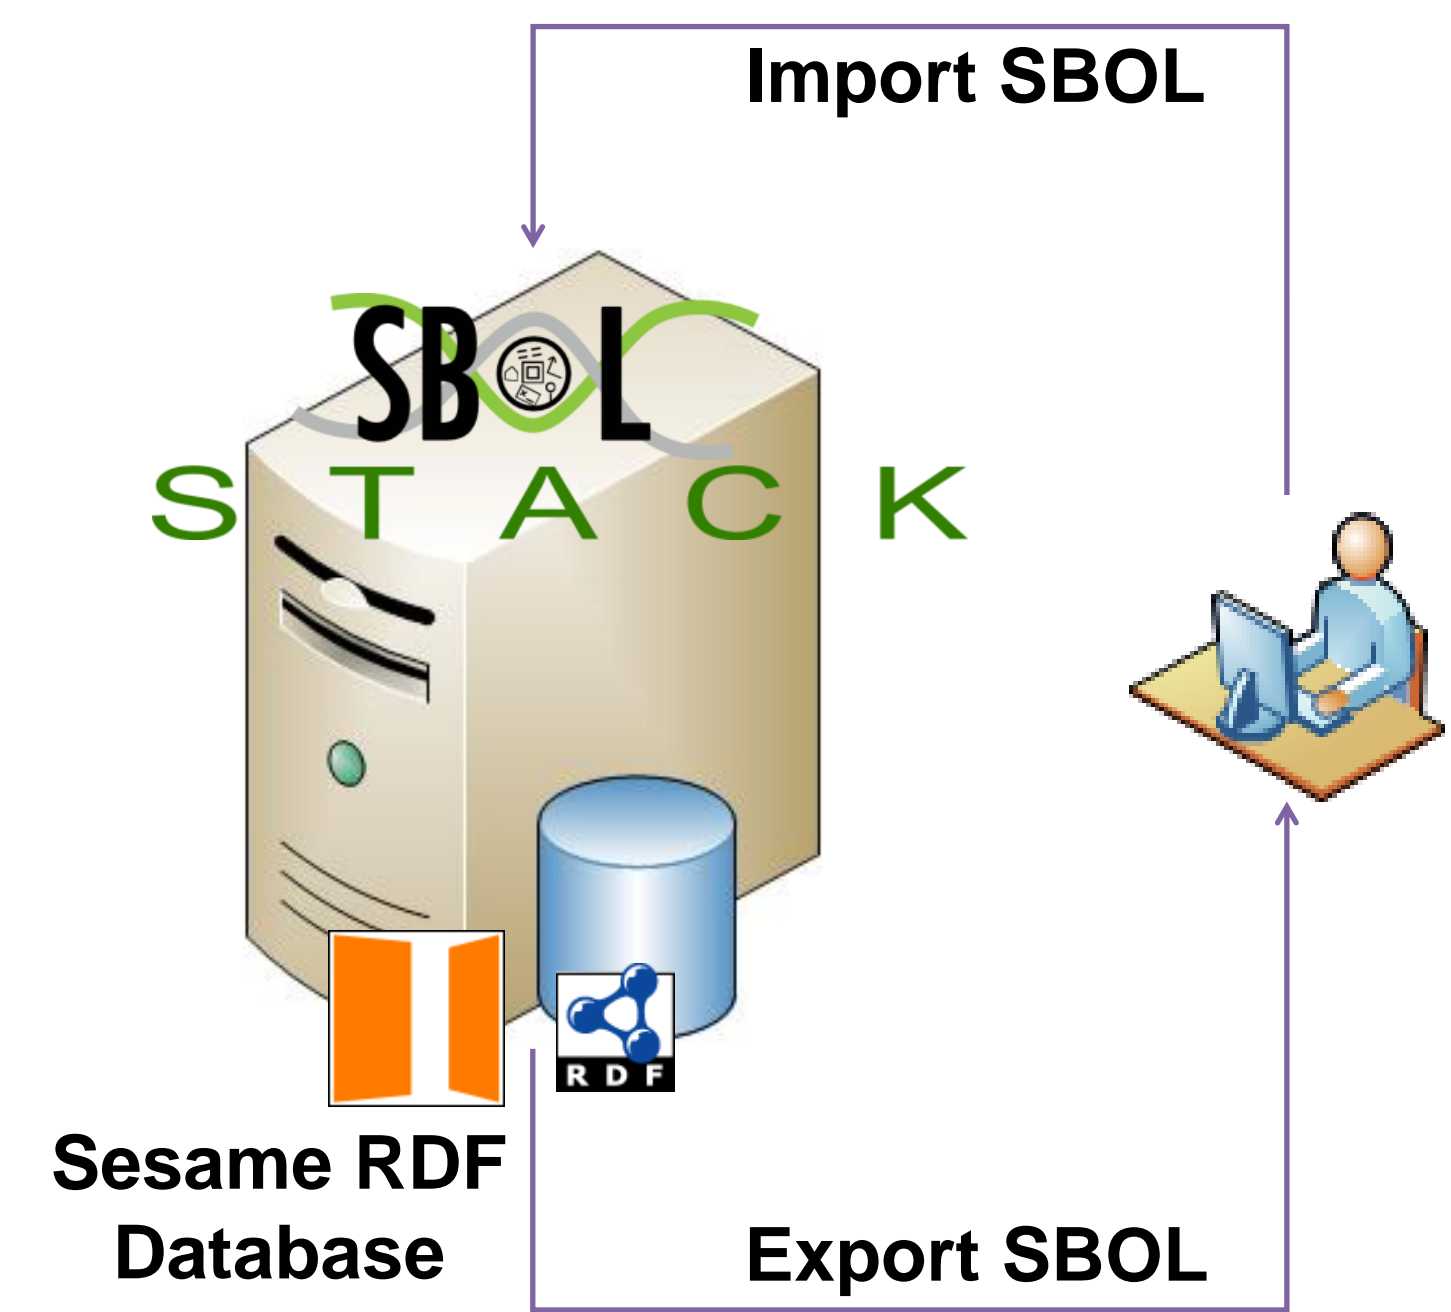 Import SBOL
SBOL
STACK
RDF
Sesame RDF
Database
Export SBOL